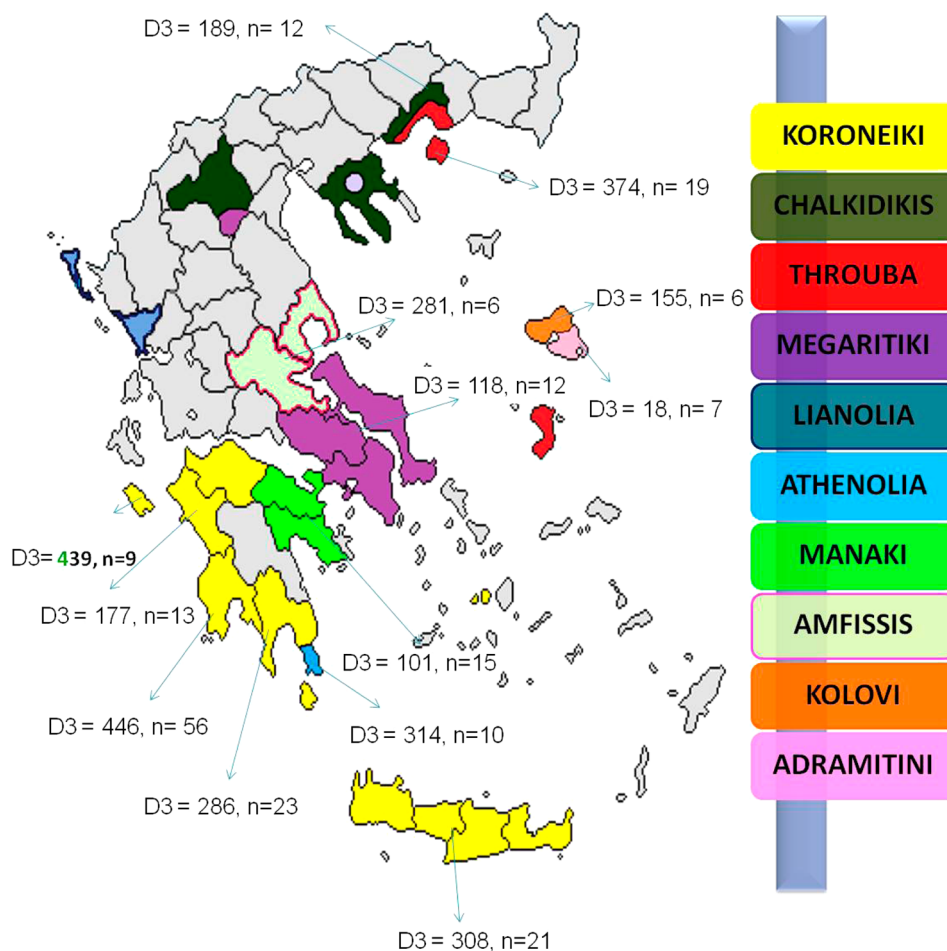 D3 = 189, n= 12
D3 = 374, n= 19
D3 = 155, n= 6
D3 = 281, n=6
D3 = 118, n=12
D3 = 18, n= 7
D3= 439, n=9
D3 = 177, n=13
D3 = 101, n=15
D3 = 446, n= 56
D3 = 314, n=10
D3 = 286, n=23
D3 = 308, n=21
KORONEIKI
CHALKIDIKIS
THROUBA
MEGARITIKI
LIANOLIA
ATHENOLIA
MANAKI
AMFISSIS
KOLOVI
ADRAMITINI